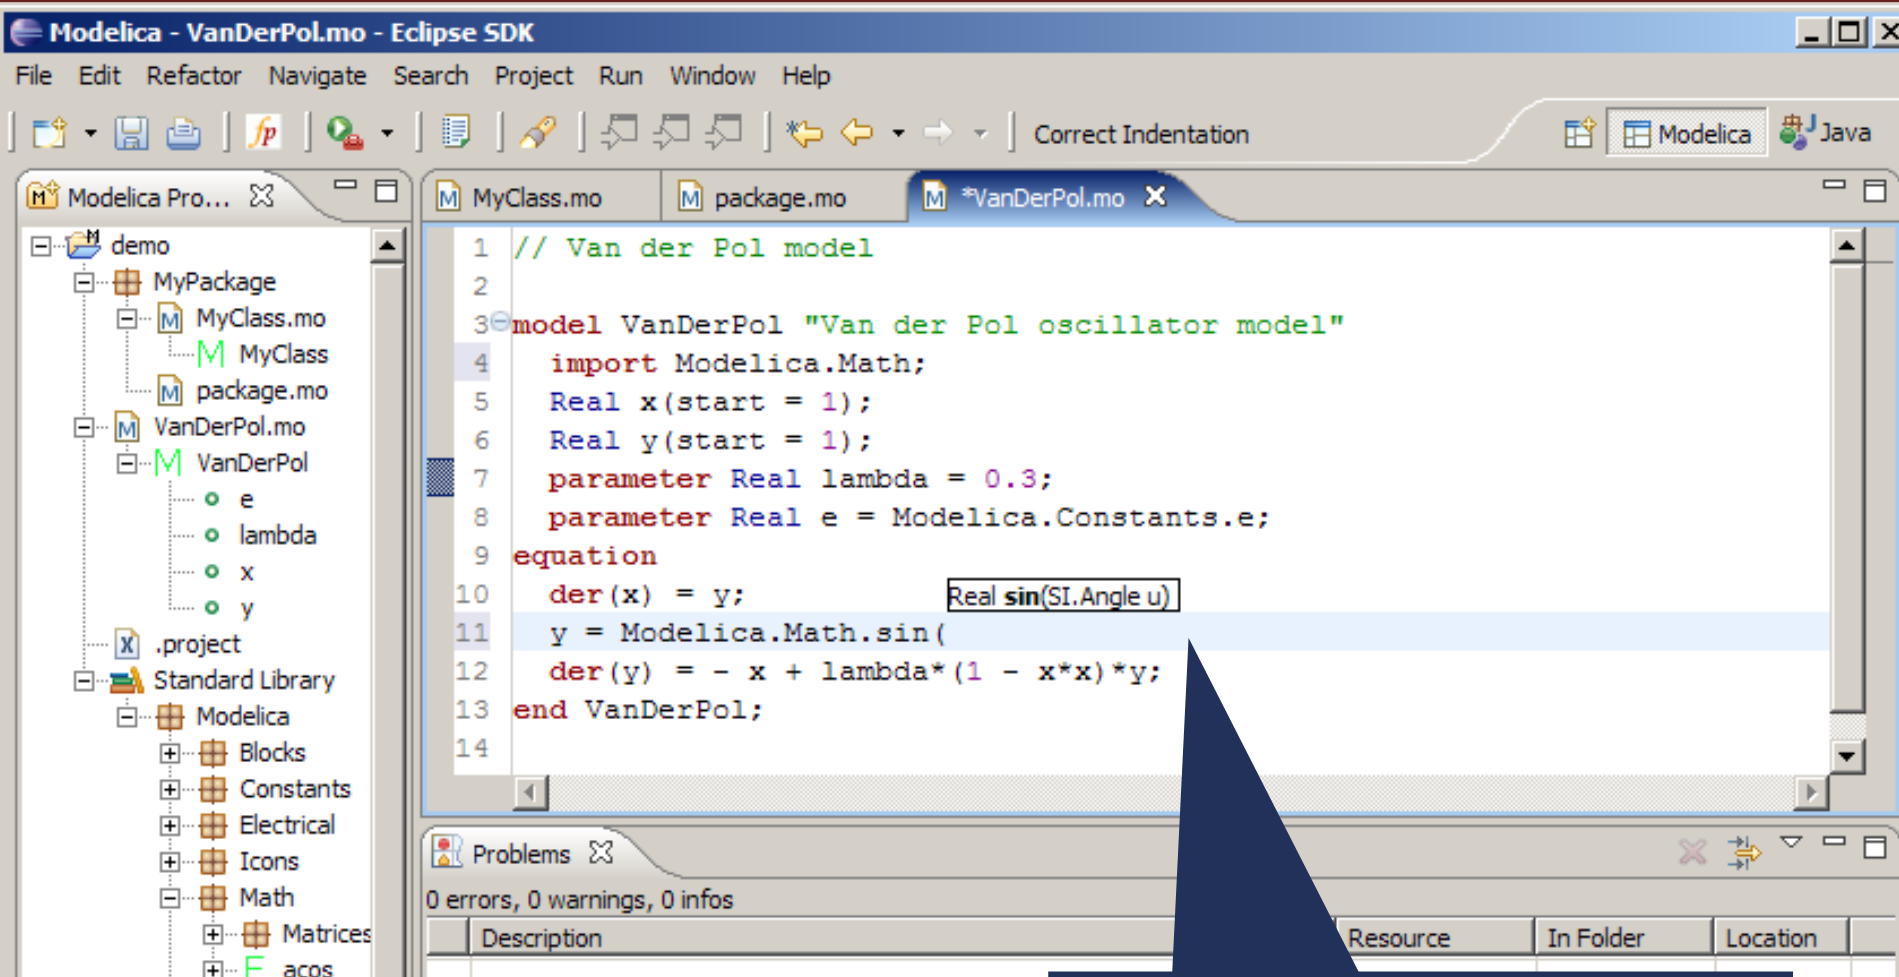 Modelica - VanDerPol.mo - Eclipse SDK
File Edit Refactor Navigate Search Project Run Window Help
fp Correct Indentation Modelica Java
Modelica Pro...
demo
MyPackage
MyClass.mo
MyClass
package.mo
VanDerPol.mo
VanDerPol
e
lambda
x
y
.project
Standard Library
Modelica
Blocks
Constants
Electrical
Icons
Math
Matrices
acos
MyClass.mo package.mo *VanDerPol.mo
1 // Van der Pol model
2
3 model VanDerPol "Van der Pol oscillator model"
4 import Modelica.Math;
5 Real x(start = 1);
6 Real y(start = 1);
7 parameter Real lambda = 0.3;
8 parameter Real e = Modelica.Constants.e;
9 equation
10 der(x) = y;
Real sin(SI.Angle u)
11 y = Modelica.Math.sin(
12 der(y) = - x + lambda*(1 - x*x)*y;
13 end VanDerPol;
14
Problems
0 errors, 0 warnings, 0 infos
Description Resource In Folder Location